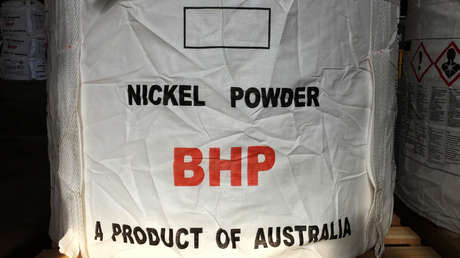 NICKEL POWDER
BHP
A PRODUCT OF AUSTRALIA